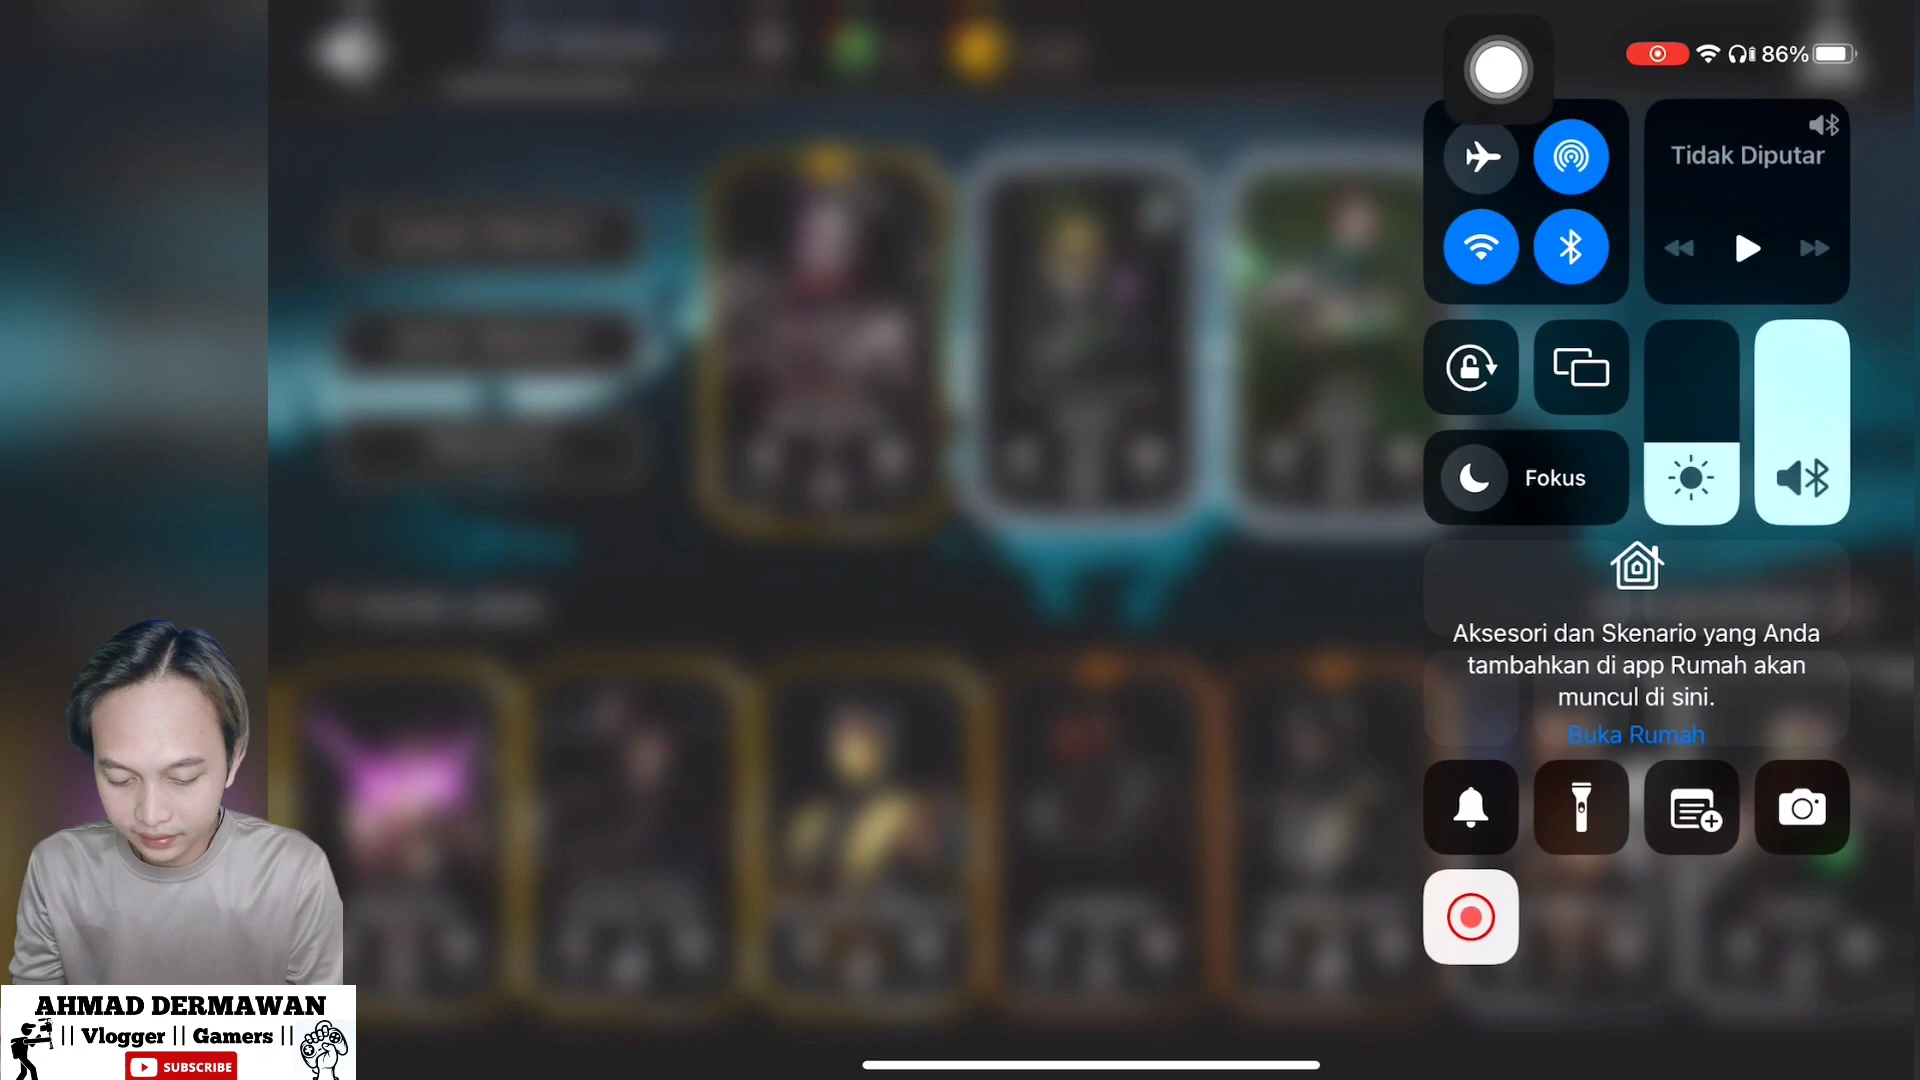 86%
Tidak Diputar
Fokus
Aksesori dan Skenario yang Anda
tambahkan di app Rumah akan
muncul di sini.
Buka Rumah
AHMAD DERMAWAN
|| Vlogger || Gamers ||
SUBSCRIBE